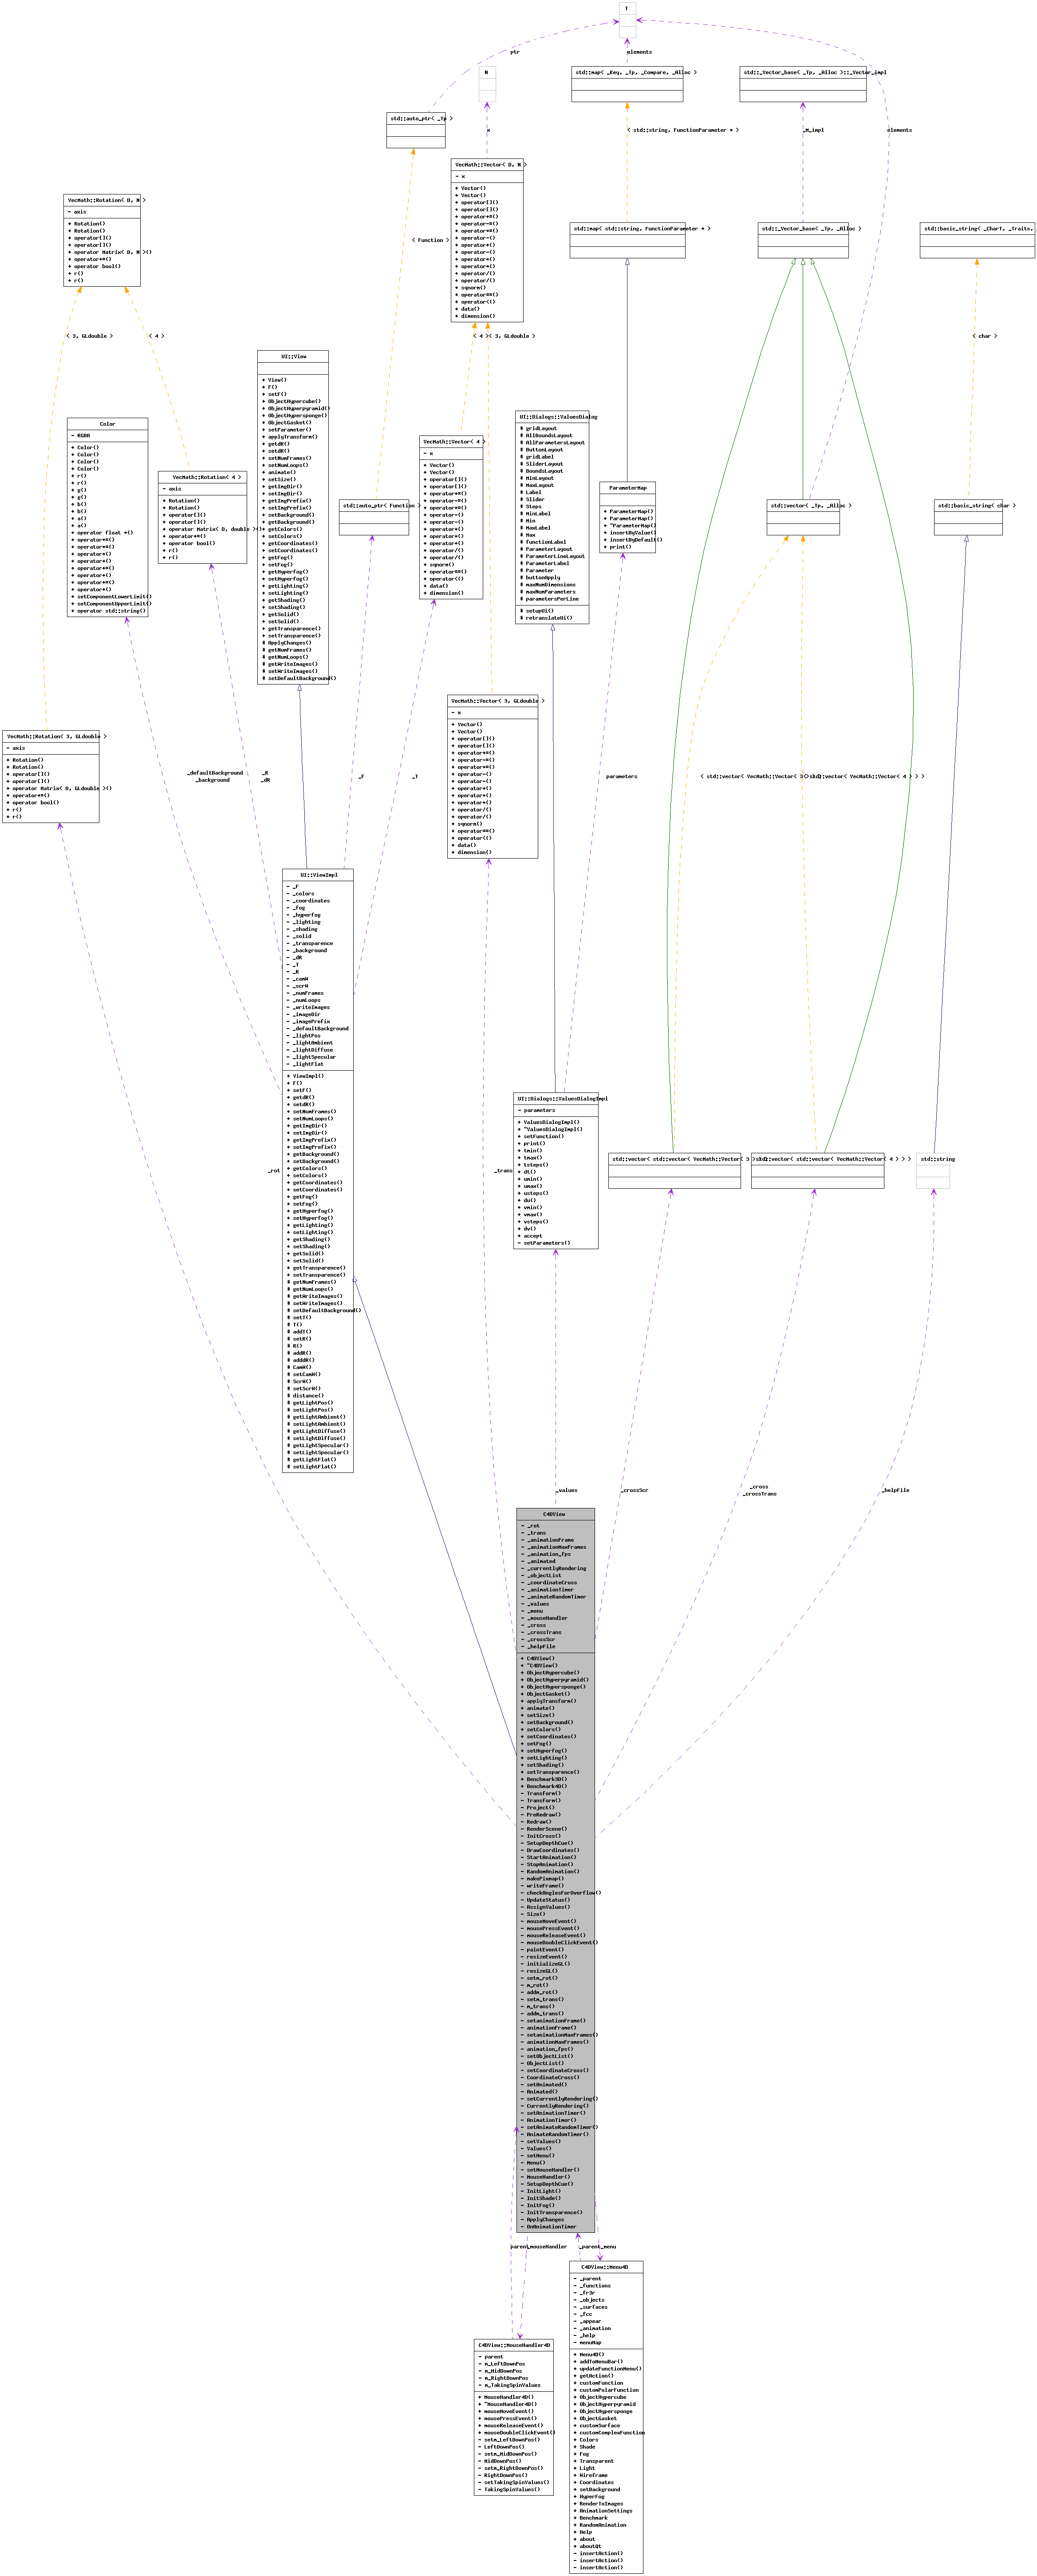 T
ptr
elements
N
std::map< _Key, _Tp, _Compare, _Alloc >
std::_Vector_base< _Tp, _Alloc >::_Vector_impl
std::auto_ptr< _Tp >
x
< std::string, FunctionParameter * >
_M_impl
elements
VecMath::Vector< D, N >
- x
+ Vector()
+ Vector()
+ operator[]()
+ operator[]()
+ operator+=()
+ operator-=()
+ operator*=()
+ operator-()
+ operator+()
+ operator-()
+ operator*()
+ operator*()
+ operator/()
+ operator/()
+ sqnorm()
+ operator==()
+ operator<()
+ data()
+ dimension()
VecMath::Rotation< D, N >
- axis
+ Rotation()
+ Rotation()
+ operator[]()
+ operator[]()
+ operator Matrix< D, N >()
+ operator+=()
+ operator bool()
+ r()
+ r()
< Function >
std::map< std::string, FunctionParameter * >
std::_Vector_base< _Tp, _Alloc >
std::basic_string< _CharT, _Traits,
< 3, GLdouble >
< 4 >
< 4 >
< 3, GLdouble >
< char >
UI::View
+ View()
+ F()
+ setF()
+ ObjectHypercube()
+ ObjectHyperpyramid()
+ ObjectHypersponge()
+ ObjectGasket()
+ setParameter()
+ applyTransform()
+ getdR()
+ setdR()
+ setNumFrames()
+ setNumLoops()
+ animate()
+ setSize()
+ getImgDir()
+ setImgDir()
+ getImgPrefix()
+ setImgPrefix()
+ setBackground()
+ getBackground()
+ getColors()
+ setColors()
+ getCoordinates()
+ setCoordinates()
+ getFog()
+ setFog()
+ getHyperfog()
+ setHyperfog()
+ getLighting()
+ setLighting()
+ getShading()
+ setShading()
+ getSolid()
+ setSolid()
+ getTransparence()
+ setTransparence()
# ApplyChanges()
# getNumFrames()
# getNumLoops()
# getWriteImages()
# setWriteImages()
# setDefaultBackground()
Color
- RGBA
+ Color()
+ Color()
+ Color()
+ Color()
+ r()
+ r()
+ g()
+ g()
+ b()
+ b()
+ a()
+ a()
+ operator float *()
+ operator==()
+ operator+=()
+ operator+()
+ operator*()
+ operator*=()
+ operator+()
+ operator*=()
+ operator*()
+ setComponentLowerLimit()
+ setComponentUpperLimit()
+ operator std::string()
VecMath::Rotation< 4 >
- axis
+ Rotation()
+ Rotation()
+ operator[]()
+ operator[]()
+ operator Matrix< D, double >()
+ operator+=()
+ operator bool()
+ r()
+ r()
std::auto_ptr< Function >
VecMath::Vector< 4 >
- x
+ Vector()
+ Vector()
+ operator[]()
+ operator[]()
+ operator+=()
+ operator-=()
+ operator*=()
+ operator-()
+ operator-()
+ operator*()
+ operator+()
+ operator+()
+ operator/()
+ operator/()
+ sqnorm()
+ operator==()
+ operator<()
+ data()
+ dimension()
UI::Dialogs::ValuesDialog
# gridLayout
# AllBoundsLayout
# AllParametersLayout
# ButtonLayout
# gridLabel
# SliderLayout
# BoundsLayout
# MinLayout
# MaxLayout
# Label
# Slider
# Steps
# MinLabel
# Min
# MaxLabel
# Max
# functionLabel
# ParameterLayout
# ParameterLineLayout
# ParameterLabel
# Parameter
# buttonApply
# maxNumDimensions
# maxNumParameters
# parametersPerLine
# setupUi()
# retranslateUi()
ParameterMap
+ ParameterMap()
+ ParameterMap()
+ ~ParameterMap()
+ insertByValue()
+ insertByDefault()
+ print()
std::vector< _Tp, _Alloc >
std::basic_string< char >
VecMath::Rotation< 3, GLdouble >
- axis
+ Rotation()
+ Rotation()
+ operator[]()
+ operator[]()
+ operator Matrix< D, GLdouble >()
+ operator+=()
+ operator bool()
+ r()
+ r()
VecMath::Vector< 3, GLdouble >
- x
+ Vector()
+ Vector()
+ operator[]()
+ operator[]()
+ operator+=()
+ operator-=()
+ operator*=()
+ operator-()
+ operator-()
+ operator*()
+ operator+()
+ operator+()
+ operator/()
+ operator/()
+ sqnorm()
+ operator==()
+ operator<()
+ data()
+ dimension()
_defaultBackground
_background
_R
_dR
_F
_T
parameters
< std::vector< VecMath::Vector< 3
std::vector< VecMath::Vector< 4 > > >
UI::ViewImpl
- _F
- _colors
- _coordinates
- _fog
- _hyperfog
- _lighting
- _shading
- _solid
- _transparence
- _background
- _dR
- _T
- _R
- _camW
- _scrW
- _numFrames
- _numLoops
- _writeImages
- _imageDir
- _imagePrefix
- _defaultBackground
- _lightPos
- _lightAmbient
- _lightDiffuse
- _lightSpecular
- _lightFlat
+ ViewImpl()
+ F()
+ setF()
+ getdR()
+ setdR()
+ setNumFrames()
+ setNumLoops()
+ getImgDir()
+ setImgDir()
+ getImgPrefix()
+ setImgPrefix()
+ getBackground()
+ setBackground()
+ getColors()
+ setColors()
+ getCoordinates()
+ setCoordinates()
+ getFog()
+ setFog()
+ getHyperfog()
+ setHyperfog()
+ getLighting()
+ setLighting()
+ getShading()
+ setShading()
+ getSolid()
+ setSolid()
+ getTransparence()
+ setTransparence()
# getNumFrames()
# getNumLoops()
# getWriteImages()
# setWriteImages()
# setDefaultBackground()
# setT()
# T()
# addT()
# setR()
# R()
# addR()
# adddR()
# CamW()
# setCamW()
# ScrW()
# setScrW()
# distance()
# getLightPos()
# setLightPos()
# getLightAmbient()
# setLightAmbient()
# getLightDiffuse()
# setLightDiffuse()
# getLightSpecular()
# setLightSpecular()
# getLightFlat()
# setLightFlat()
UI::Dialogs::ValuesDialogImpl
- parameters
+ ValuesDialogImpl()
+ ~ValuesDialogImpl()
+ setFunction()
+ print()
+ tmin()
+ tmax()
+ tsteps()
+ dt()
+ umin()
+ umax()
+ usteps()
+ du()
+ vmin()
+ vmax()
+ vsteps()
+ dv()
+ accept
- setParameters()
std::vector< std::vector< VecMath::Vector< 3 >
std::vector< std::vector< VecMath::Vector< 4 > > >
std::string
_rot
_trans
_values
_crossScr
_cross
_crossTrans
_helpFile
C4DView
- _rot
- _trans
- _animationFrame
- _animationMaxFrames
- _animation_fps
- _animated
- _currentlyRendering
- _objectList
- _coordinateCross
- _animationTimer
- _animateRandomTimer
- _values
- _menu
- _mouseHandler
- _cross
- _crossTrans
- _crossScr
- _helpFile
+ C4DView()
+ ~C4DView()
+ ObjectHypercube()
+ ObjectHyperpyramid()
+ ObjectHypersponge()
+ ObjectGasket()
+ applyTransform()
+ animate()
+ setSize()
+ setBackground()
+ setColors()
+ setCoordinates()
+ setFog()
+ setHyperfog()
+ setLighting()
+ setShading()
+ setTransparence()
+ Benchmark3D()
+ Benchmark4D()
- Transform()
- Transform()
- Project()
- PreRedraw()
- Redraw()
- RenderScene()
- InitCross()
- SetupDepthCue()
- DrawCoordinates()
- StartAnimation()
- StopAnimation()
- RandomAnimation()
- makePixmap()
- writeFrame()
- checkAnglesForOverflow()
- UpdateStatus()
- AssignValues()
- Size()
- mouseMoveEvent()
- mousePressEvent()
- mouseReleaseEvent()
- mouseDoubleClickEvent()
- paintEvent()
- resizeEvent()
- initializeGL()
- resizeGL()
- setm_rot()
- m_rot()
- addm_rot()
- setm_trans()
- m_trans()
- addm_trans()
- setanimationFrame()
- animationFrame()
- setanimationMaxFrames()
- animationMaxFrames()
- animation_fps()
- setObjectList()
- ObjectList()
- setCoordinateCross()
- CoordinateCross()
- setAnimated()
- Animated()
- setCurrentlyRendering()
- CurrentlyRendering()
- setAnimationTimer()
- AnimationTimer()
- setAnimateRandomTimer()
- AnimateRandomTimer()
- setValues()
- Values()
- setMenu()
- Menu()
- setMouseHandler()
- MouseHandler()
- SetupDepthCue()
- InitLight()
- InitShade()
- InitFog()
- InitTransparence()
- ApplyChanges
- OnAnimationTimer
parent
_mouseHandler
_parent
_menu
C4DView::MouseHandler4D
- parent
- m_LeftDownPos
- m_MidDownPos
- m_RightDownPos
- m_TakingSpinValues
+ MouseHandler4D()
+ ~MouseHandler4D()
+ mouseMoveEvent()
+ mousePressEvent()
+ mouseReleaseEvent()
+ mouseDoubleClickEvent()
- setm_LeftDownPos()
- LeftDownPos()
- setm_MidDownPos()
- MidDownPos()
- setm_RightDownPos()
- RightDownPos()
- setTakingSpinValues()
- TakingSpinValues()
C4DView::Menu4D
- _parent
- _functions
- _fr3r
- _objects
- _surfaces
- _fcc
- _appear
- _animation
- _help
- menuMap
+ Menu4D()
+ addToMenuBar()
+ updateFunctionMenu()
+ getAction()
+ customFunction
+ customPolarFunction
+ ObjectHypercube
+ ObjectHyperpyramid
+ ObjectHypersponge
+ ObjectGasket
+ customSurface
+ customComplexFunction
+ Colors
+ Shade
+ Fog
+ Transparent
+ Light
+ Wireframe
+ Coordinates
+ setBackground
+ HyperFog
+ RenderToImages
+ AnimationSettings
+ Benchmark
+ RandomAnimation
+ Help
+ about
+ aboutQt
- insertAction()
- insertAction()
- insertAction()